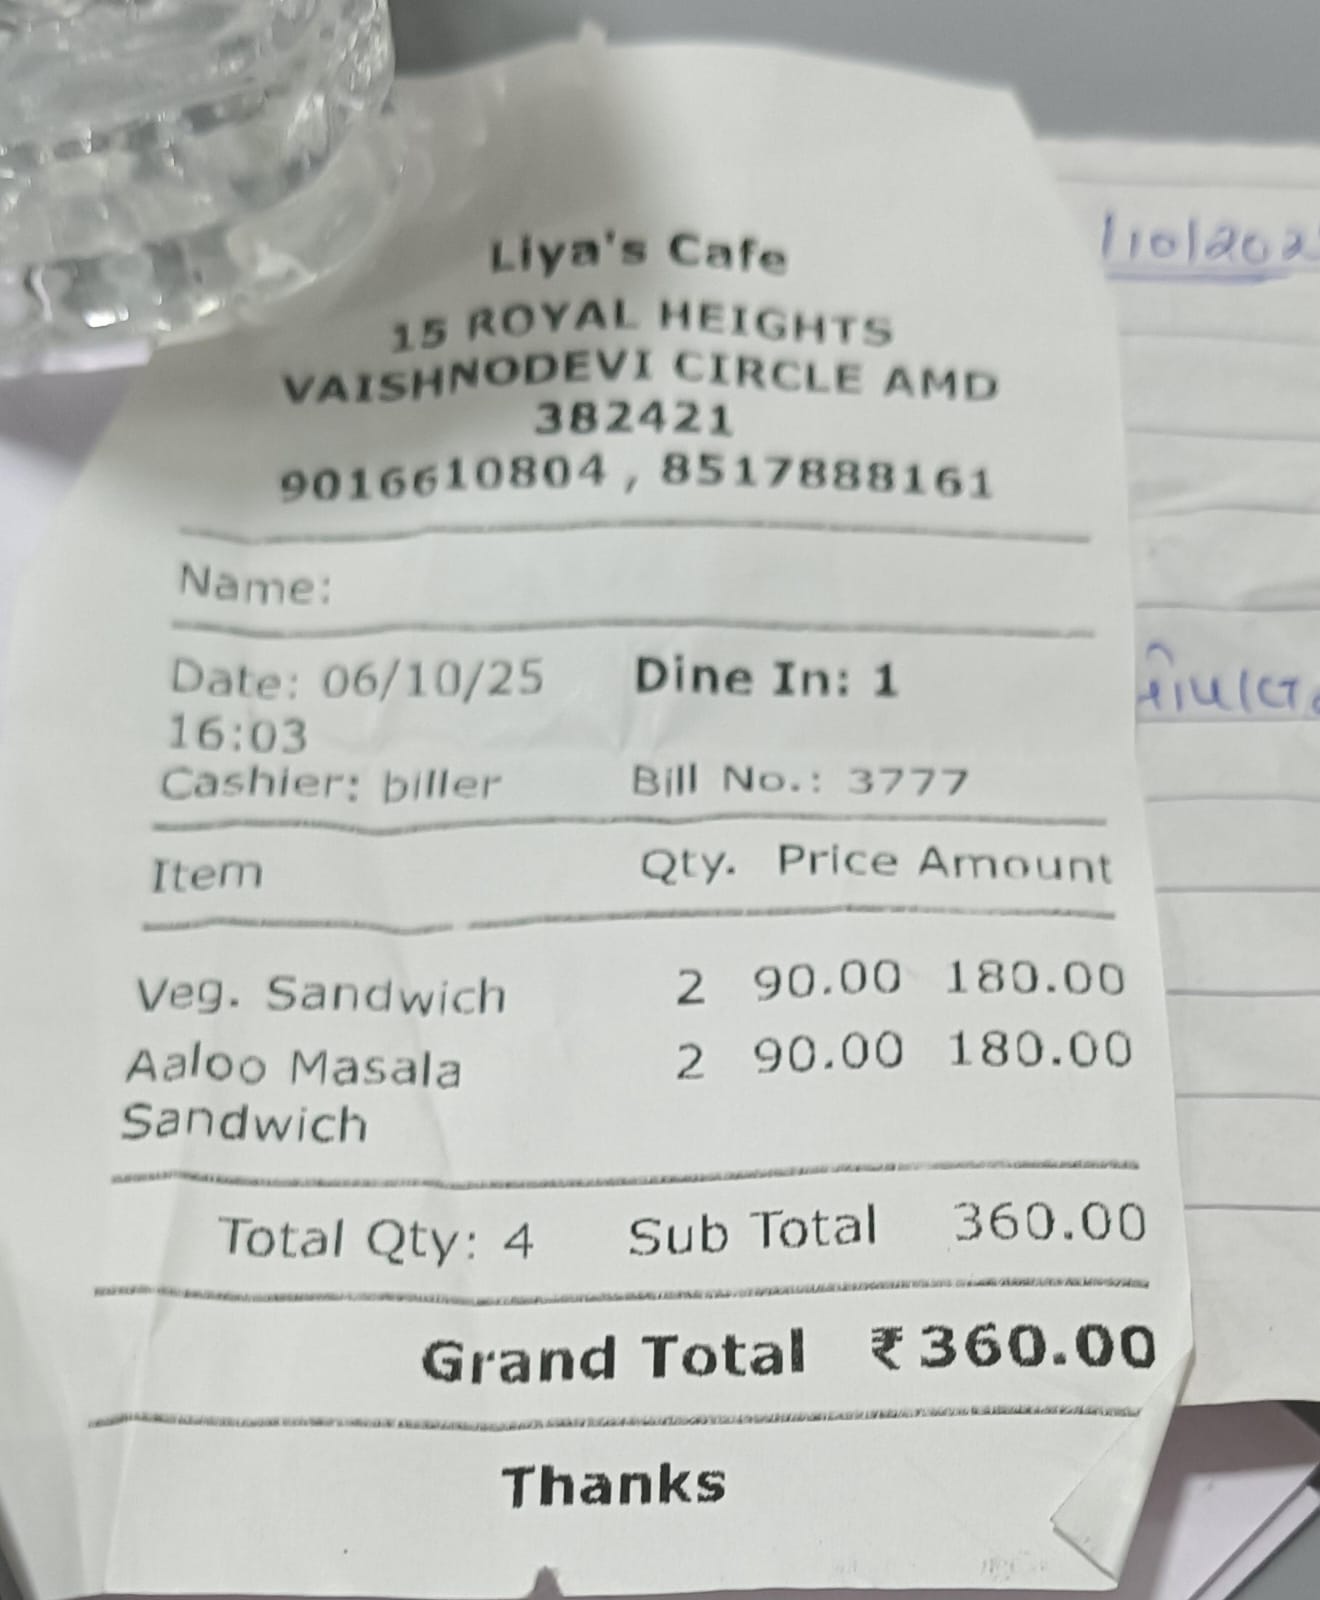 Liya's Cafe
15 ROYAL HEIGHTS
VAISHNODEVI CIRCLE AMD
382421
9016610804 , 8517888161
Name:
Date: 06/10/25 Dine In: 1
16:03
Cashier: biller Bill No.: 3777
Item Qty. Price Amount
Veg. Sandwich 2 90.00 180.00
Aaloo Masala 2 90.00 180.00
Sandwich
Total Qty: 4 Sub Total 360.00
Grand Total ₹360.00
Thanks
/10/202